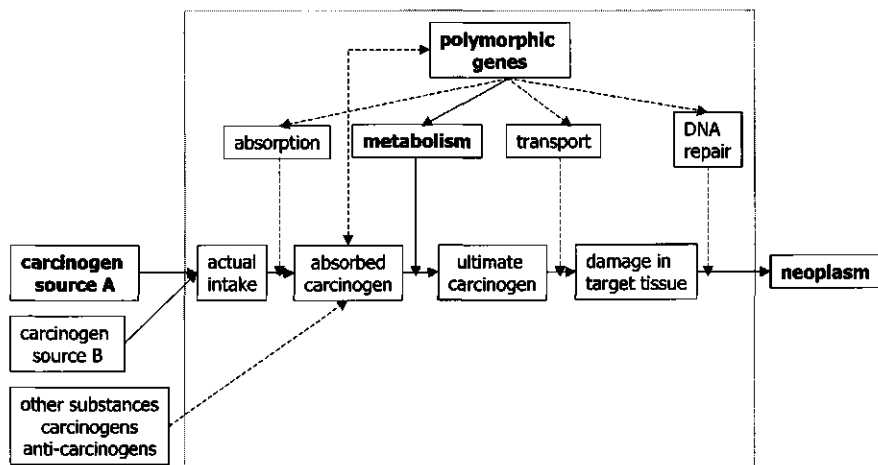 polymorphic
genes
absorption
metabolism
transport
DNA
repair
carcinogen
source A
actual
intake
absorbed
carcinogen
ultimate
carcinogen
damage in
target tissue
neoplasm
carcinogen
source B
other substances
carcinogens
anti-carcinogens